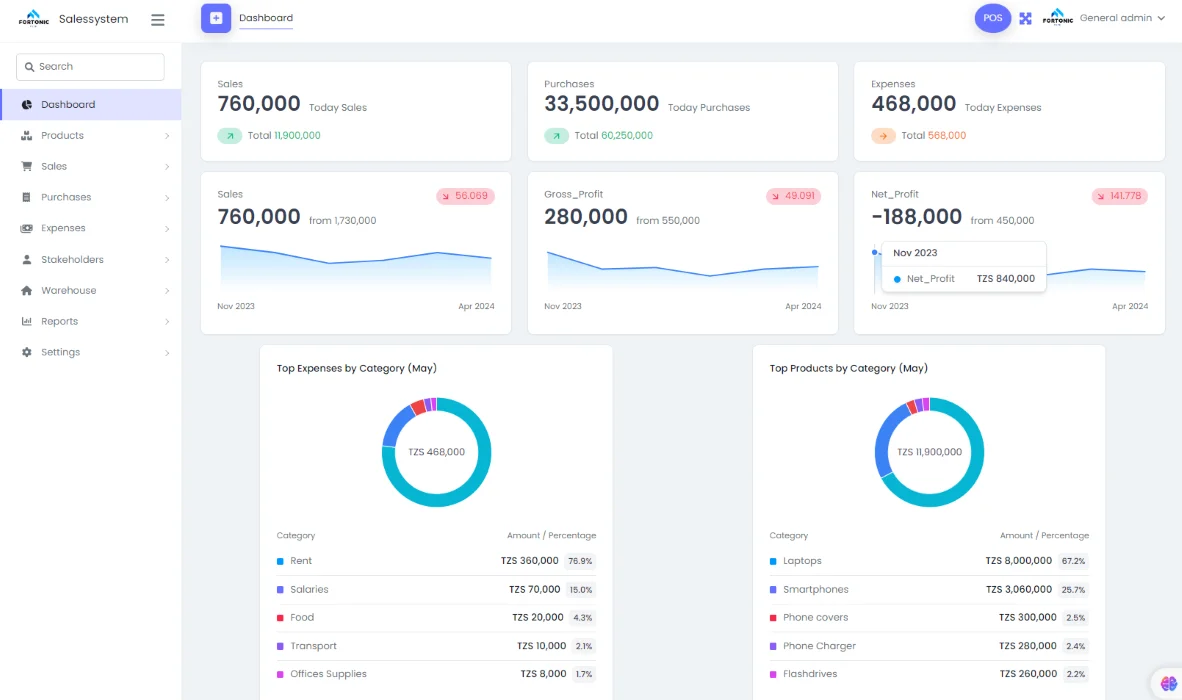 FORTONIC
Salessystem
Dashboard
POS
FORTONIC
General admin
Search
Dashboard
Products
Sales
Purchases
Expenses
Stakeholders
Warehouse
Reports
Settings
Sales
760,000 Today Sales
Total 11,900,000
Purchases
33,500,000 Today Purchases
Total 60,250,000
Expenses
468,000 Today Expenses
Total 568,000
Sales
56.069
760,000 from 1,730,000
Nov 2023 Apr 2024
Gross_Profit
49.091
280,000 from 550,000
Nov 2023 Apr 2024
Net_Profit
141.778
-188,000 from 450,000
Nov 2023
Net_Profit TZS 840,000
Nov 2023 Apr 2024
Top Expenses by Category (May)
TZS 468,000
Category Amount / Percentage
Rent TZS 360,000 76.9%
Salaries TZS 70,000 15.0%
Food TZS 20,000 4.3%
Transport TZS 10,000 2.1%
Offices Supplies TZS 8,000 1.7%
Top Products by Category (May)
TZS 11,900,000
Category Amount / Percentage
Laptops TZS 8,000,000 67.2%
Smartphones TZS 3,060,000 25.7%
Phone covers TZS 300,000 2.5%
Phone Charger TZS 280,000 2.4%
Flashdrives TZS 260,000 2.2%